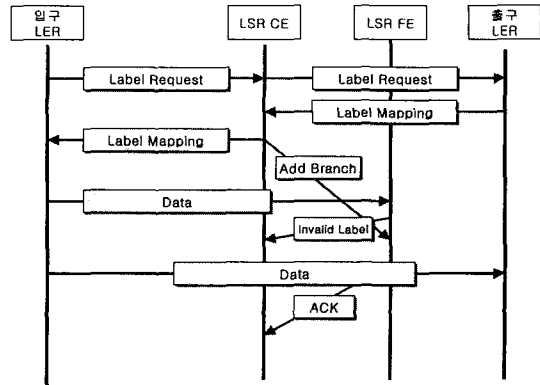 입구
LER
LSR CE
LSR FE
출구
LER
Label Request
Label Request
Label Mapping
Label Mapping
Add Branch
Data
Invalid Label
Data
ACK